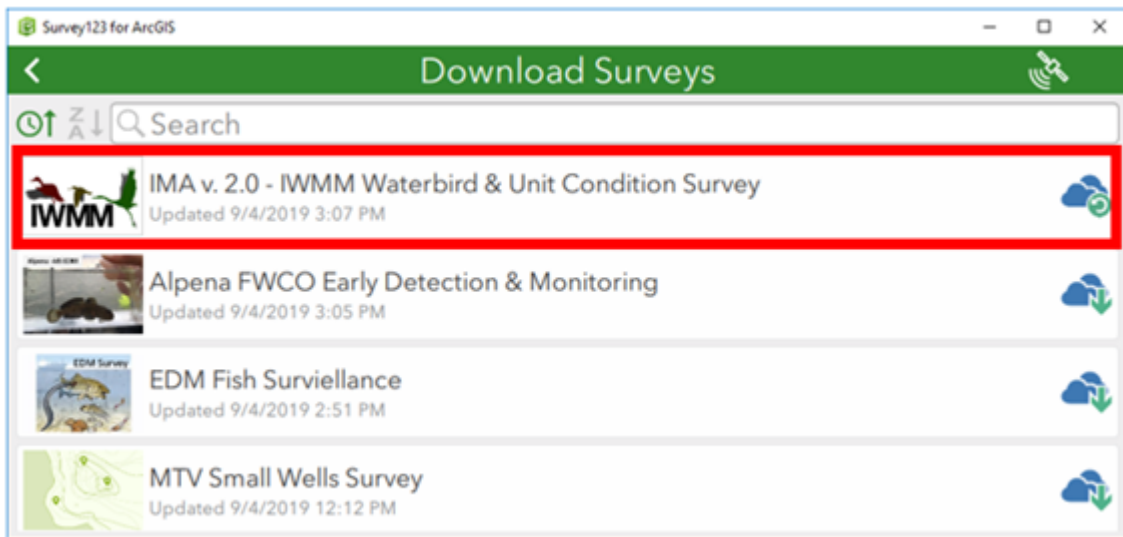 Survey123 for ArcGIS
Download Surveys
Z
A
Search
IWMM
IMA v. 2.0 - IWMM Waterbird & Unit Condition Survey
Updated 9/4/2019 3:07 PM
Alpena FWCO Early Detection & Monitoring
Updated 9/4/2019 3:05 PM
EDM Survey
EDM Fish Surviellance
Updated 9/4/2019 2:51 PM
MTV Small Wells Survey
Updated 9/4/2019 12:12 PM